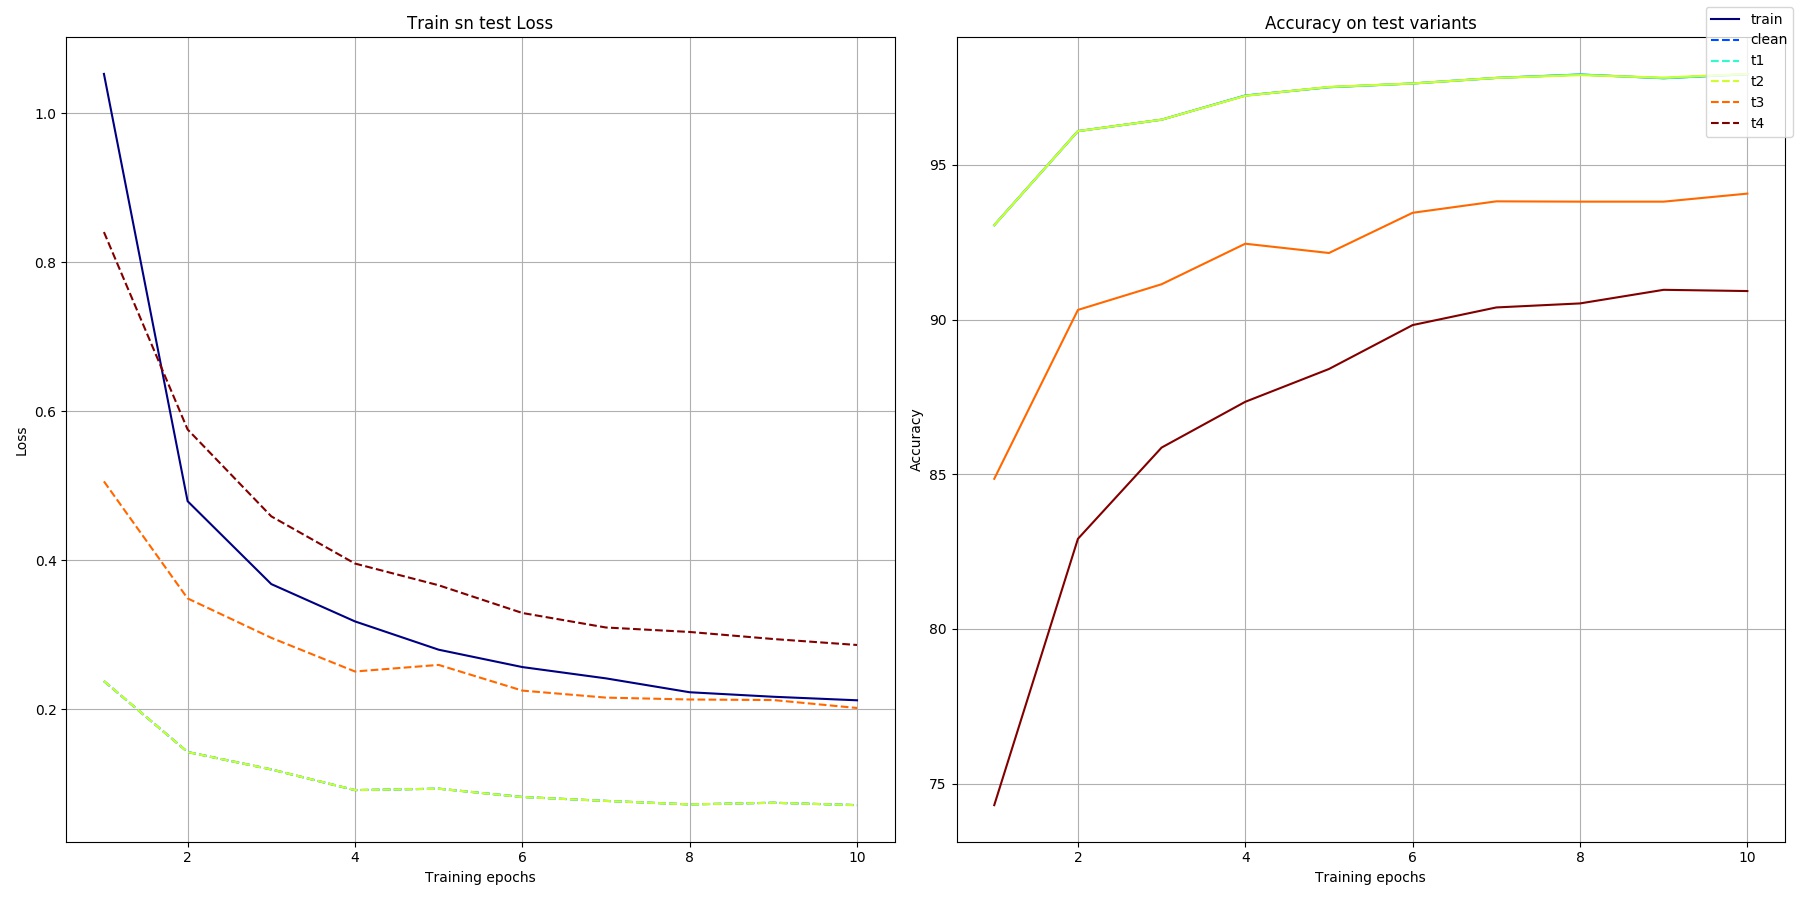 Train sn test Loss
1.0
0.8
0.6
0.4
0.2
Loss
2
4
6
8
10
Training epochs
Accuracy on test variants
95
90
85
80
75
Accuracy
2
4
6
8
10
Training epochs
train
clean
t1
t2
t3
t4